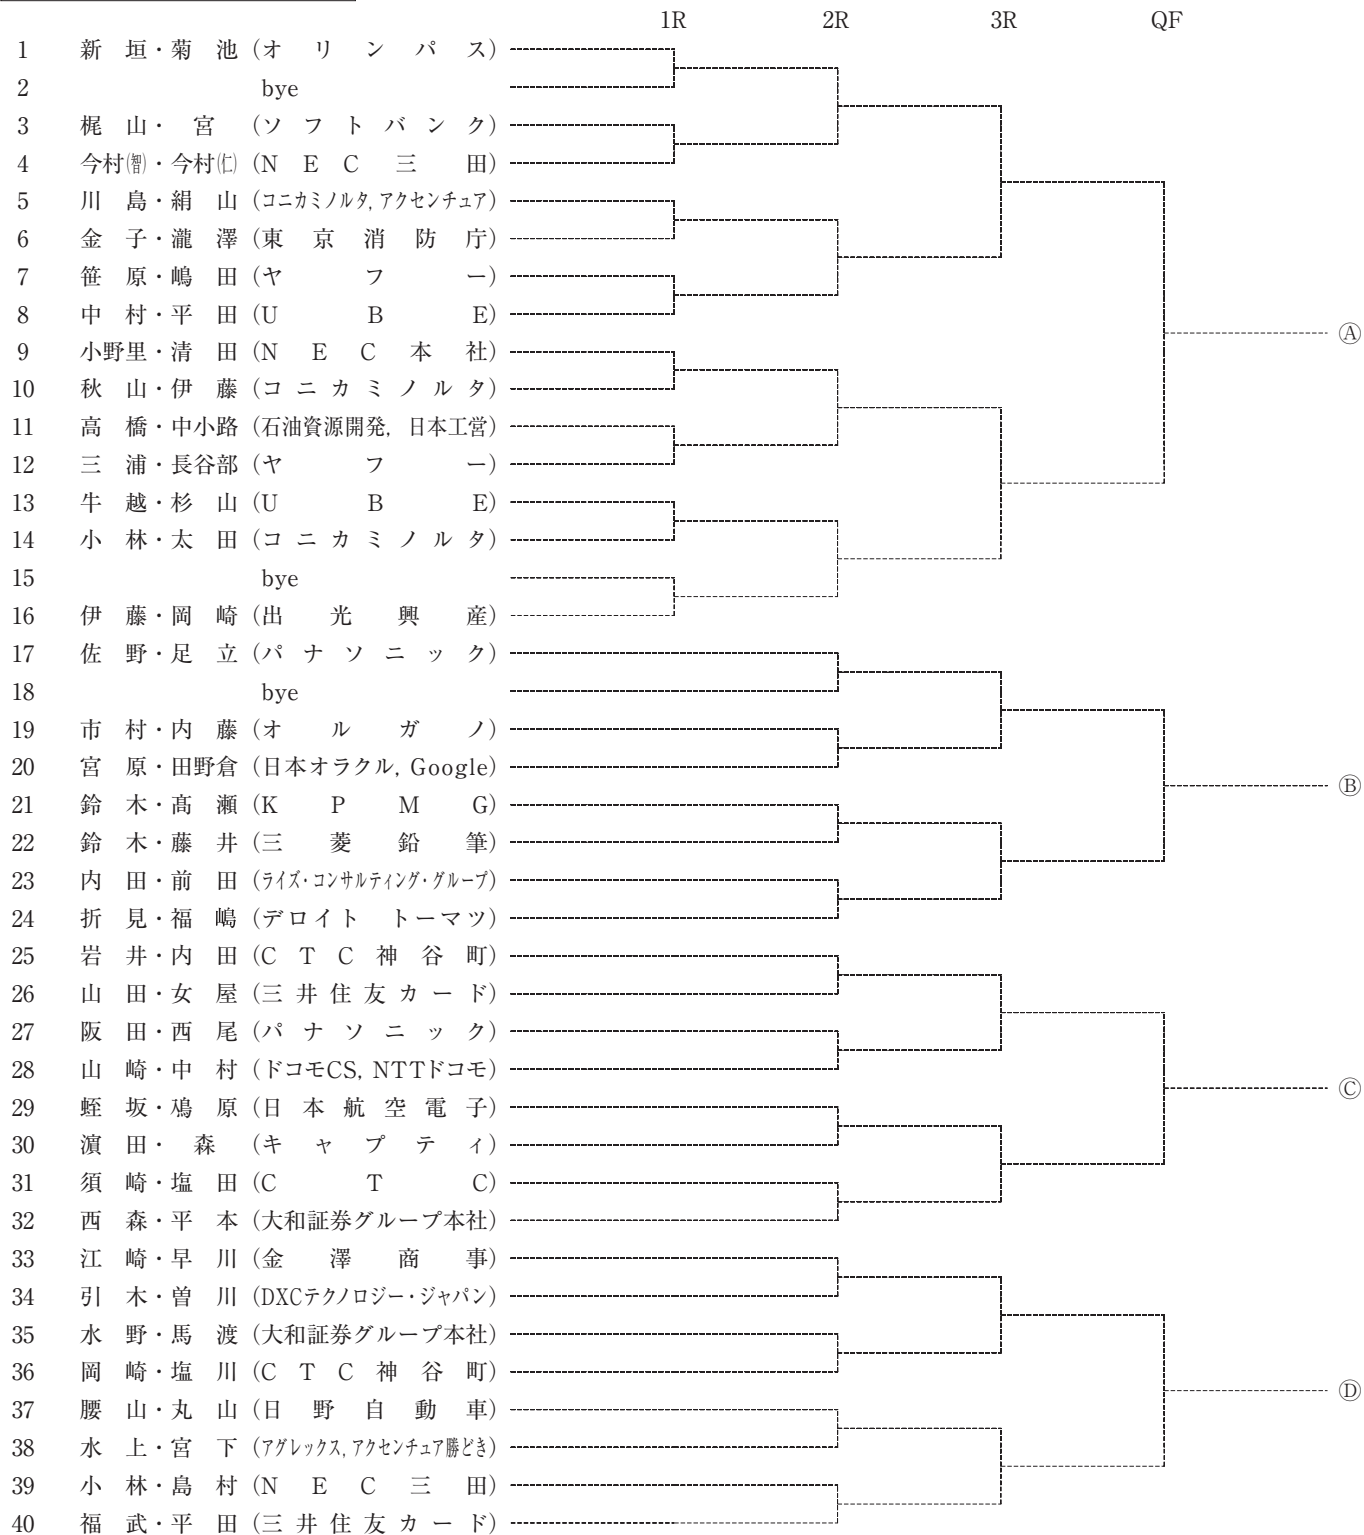 1R 2R 3R QF
1 新垣・菊池 (オリンパス)
2 bye
3 梶山・宮 (ソフトバンク)
4 今村㈻・今村㈡ (NEC三田)
5 川島・絹山 (コニカミノルタ, アクセンチュア)
6 金子・瀧澤 (東京消防庁)
7 笹原・嶋田 (ヤフー)
8 中村・平田 (UBE)
9 小野里・清田 (NEC本社)
10 秋山・伊藤 (コニカミノルタ)
11 高橋・中小路 (石油資源開発, 日本工営)
12 三浦・長谷部 (ヤフー)
13 牛越・杉山 (UBE)
14 小林・太田 (コニカミノルタ)
15 bye
16 伊藤・岡崎 (出光興産)
17 佐野・足立 (パナソニック)
18 bye
19 市村・内藤 (オルガノ)
20 宮原・田野倉 (日本オラクル, Google)
21 鈴木・髙瀬 (KPMG)
22 鈴木・藤井 (三菱鉛筆)
23 内田・前田 (ライズ・コンサルティング・グループ)
24 折見・福嶋 (デロイト トーマツ)
25 岩井・内田 (CTC神谷町)
26 山田・女屋 (三井住友カード)
27 阪田・西尾 (パナソニック)
28 山崎・中村 (ドコモCS, NTTドコモ)
29 蛭坂・鳰原 (日本航空電子)
30 濵田・森 (キャプティ)
31 須崎・塩田 (CTC)
32 西森・平本 (大和証券グループ本社)
33 江崎・早川 (金澤商事)
34 引木・曽川 (DXCテクノロジー・ジャパン)
35 水野・馬渡 (大和証券グループ本社)
36 岡崎・塩川 (CTC神谷町)
37 腰山・丸山 (日野自動車)
38 水上・宮下 (アグレックス, アクセンチュア勝どき)
39 小林・島村 (NEC三田)
40 福武・平田 (三井住友カード)
Ⓐ
Ⓑ
Ⓒ
Ⓓ